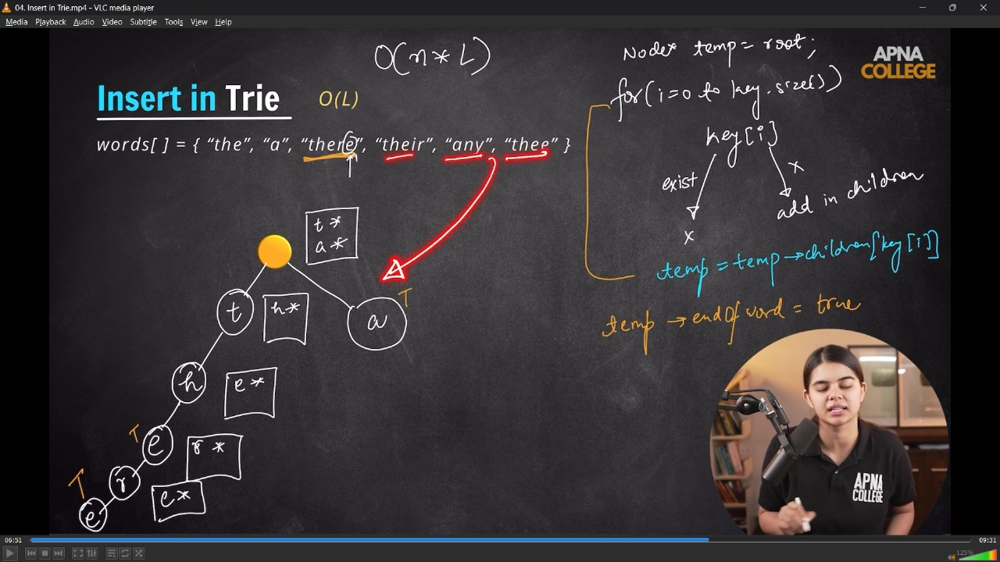 04. Insert in Trie.mp4 - VLC media player
Media Playback Audio Video Subtitle Tools View Help
O(n * L)
Node* temp = root;
APNA
COLLEGE
for(i=0 to key.size())
Insert in Trie
O(L)
words[ ] = { “the”, “a”, “there”, “their”, “any”, “thee” }
key[i]
exist
x
x
add in children
t *
a *
temp = temp→children[key[i]]
T
t
h*
a
temp → endOfWord = true
h
e *
T
e
r *
T
r
e *
e
APNA
COLLEGE
06:51
09:31
125%